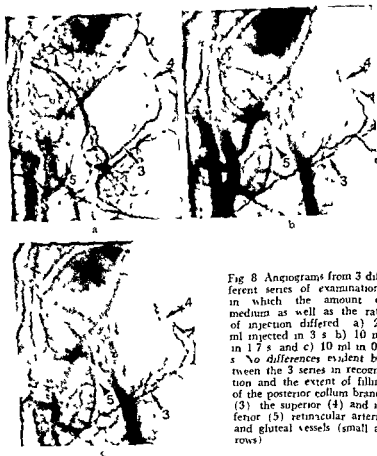 4
3
5
a
4
5
3
b
4
5
3
c
Fig 8 Angiograms from 3 dif
ferent series of examination
in which the amount
medium as well as the rat
of injection differed a) 2
ml injected in 3 s b) 10 m
in 1 7 s and c) 10 ml in 0
s No differences evident b
tween the 3 series in recogn
tion and the extent of fillin
of the posterior collum bran
(3) the superior (4) and
ferior (5) retinacular arter
and gluteal vessels (small a
rows)